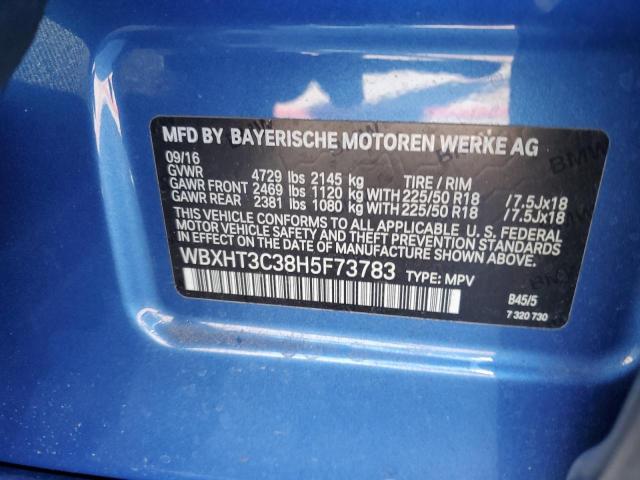 MFD BY BAYERISCHE MOTOREN WERKE AG
09/16
GVWR 4729 lbs 2145 kg TIRE / RIM
GAWR FRONT 2469 lbs 1120 kg WITH 225/50 R18 /7.5Jx18
GAWR REAR 2381 lbs 1080 kg WITH 225/50 R18 /7.5Jx18
THIS VEHICLE CONFORMS TO ALL APPLICABLE U. S. FEDERAL
MOTOR VEHICLE SAFETY AND THEFT PREVENTION STANDARDS
IN EFFECT ON THE DATE OF MANUFACTURE SHOWN ABOVE.
WBXHT3C38H5F73783 TYPE: MPV
B45/5
7 320 730